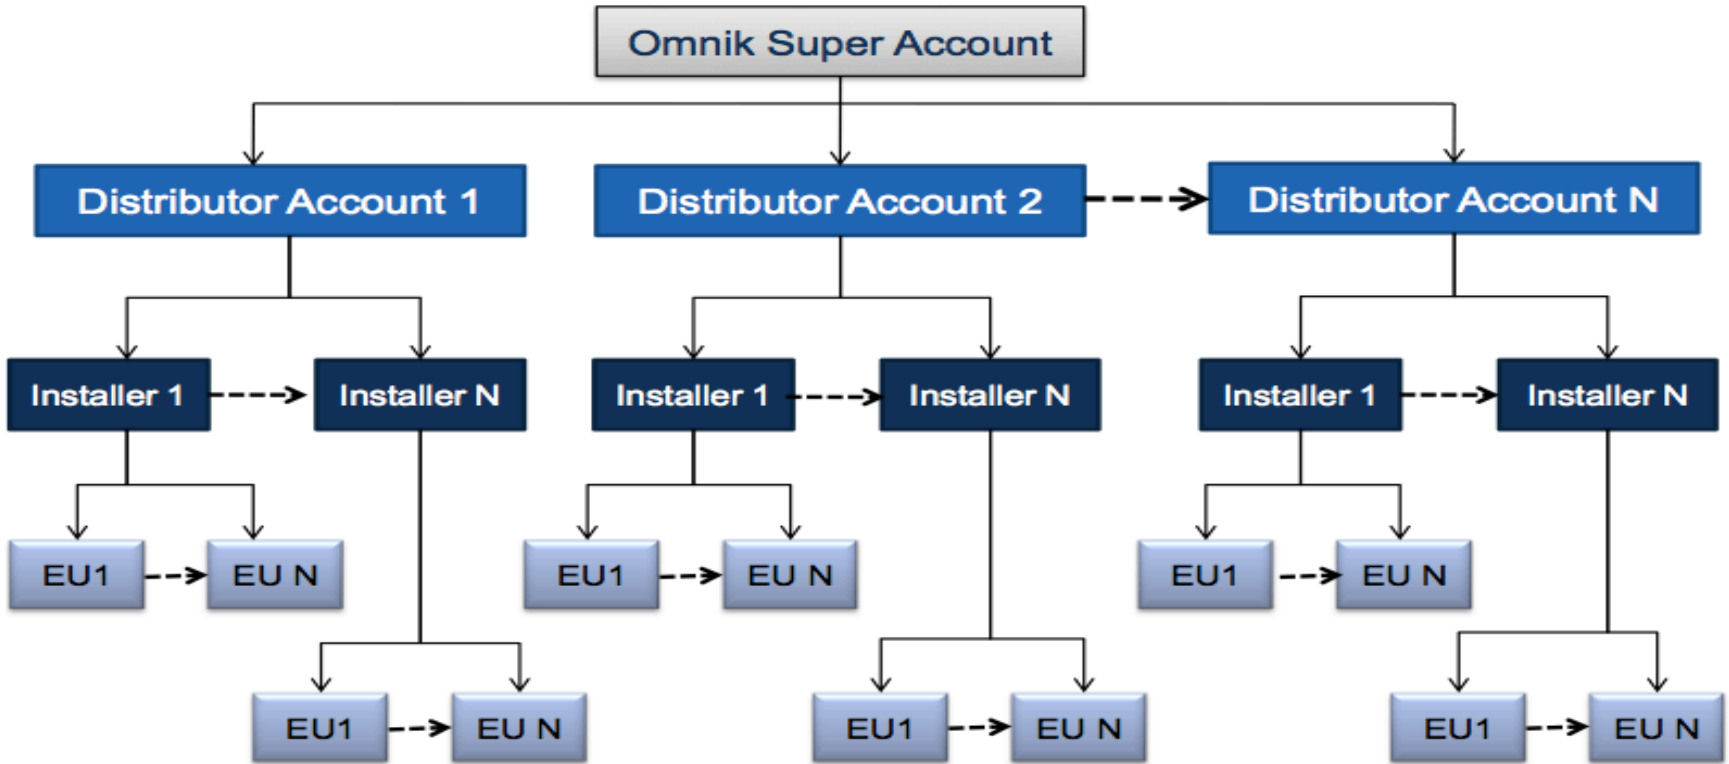 Omnik Super Account
Distributor Account 1
Distributor Account 2
Distributor Account N
Installer 1
Installer N
Installer 1
Installer N
Installer 1
Installer N
EU1
EU N
EU1
EU N
EU1
EU N
EU1
EU N
EU1
EU N
EU1
EU N